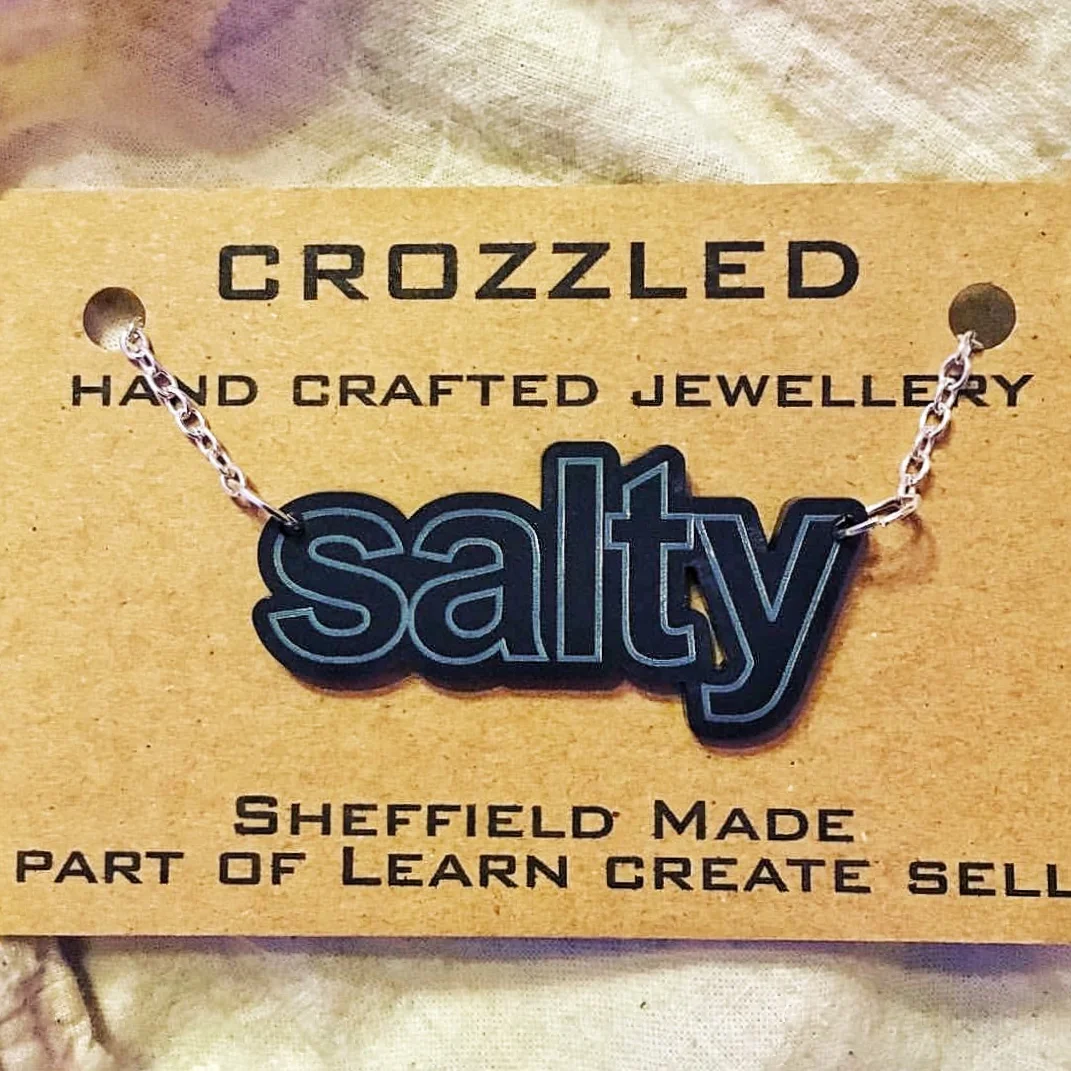 CROZZLED
HAND CRAFTED JEWELLERY
salty
SHEFFIELD MADE
PART OF LEARN CREATE SELL